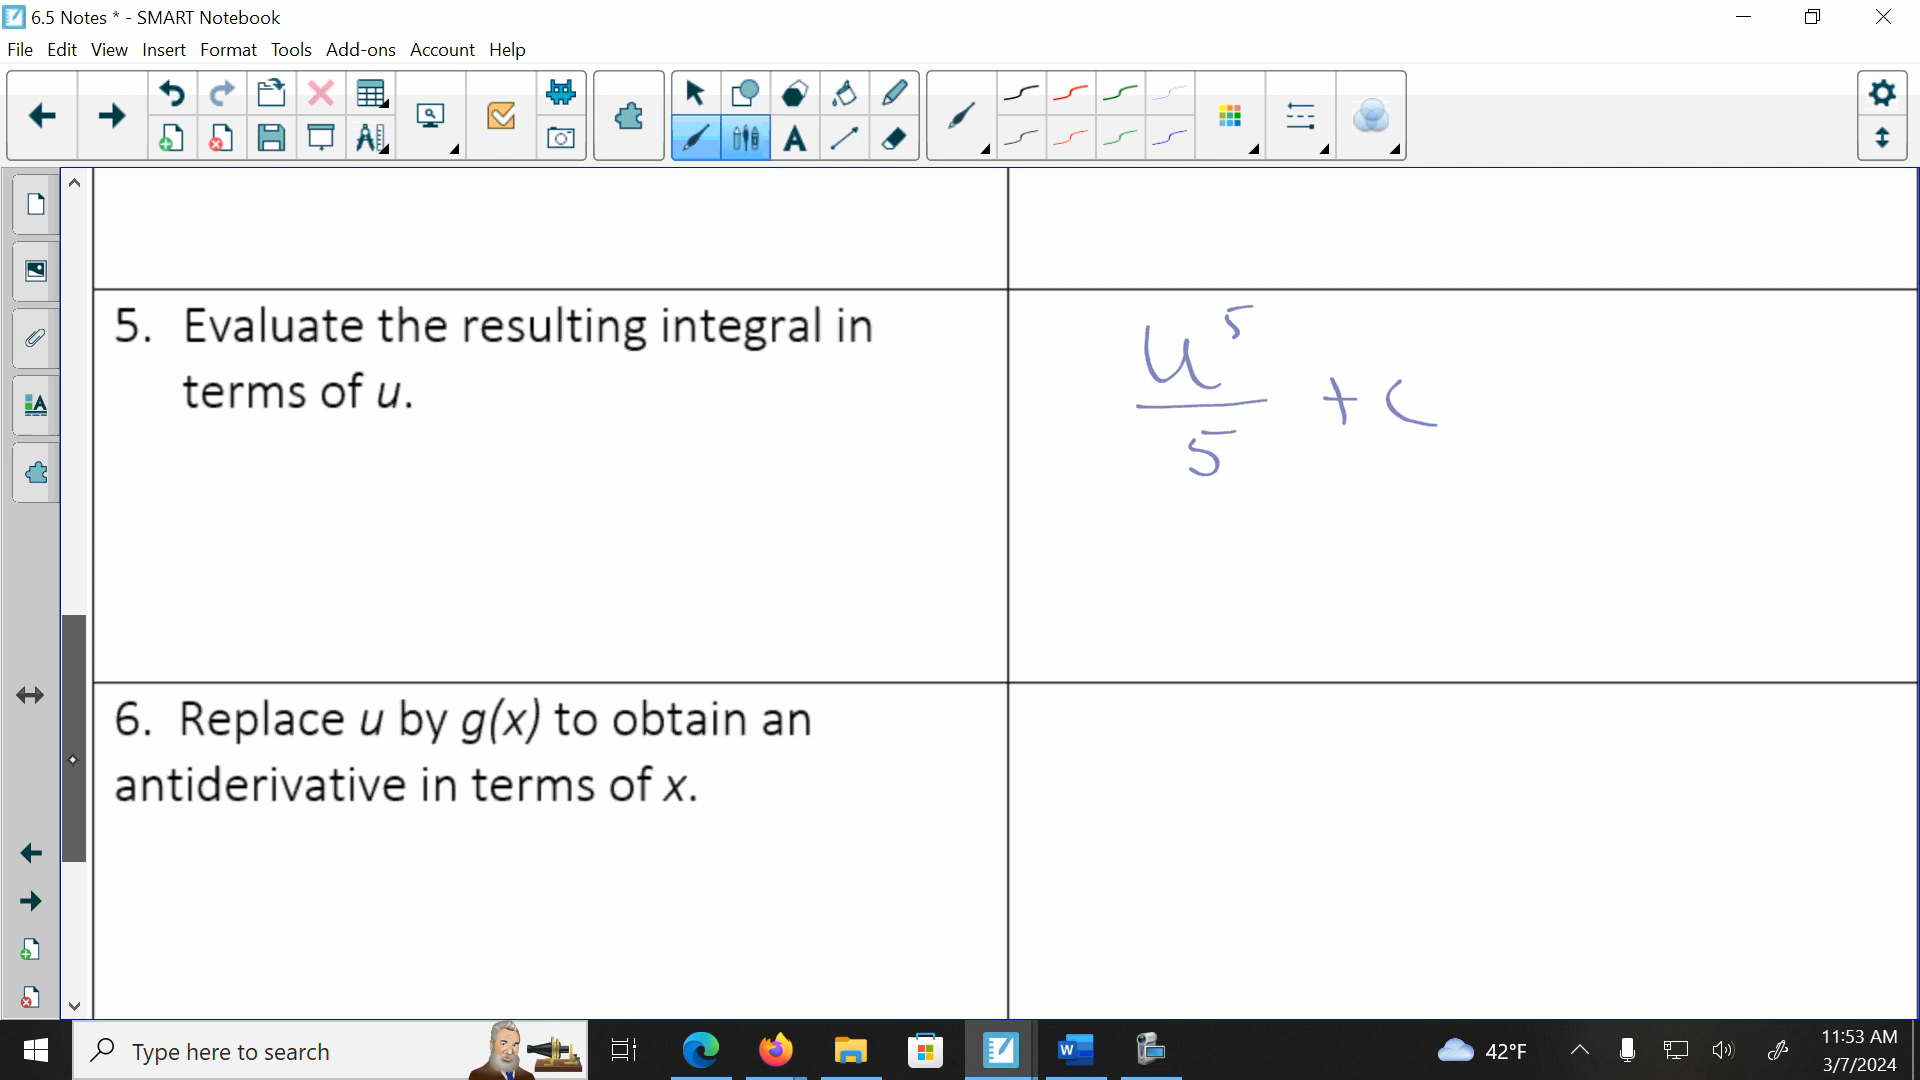 6.5 Notes * - SMART Notebook
File Edit View Insert Format Tools Add-ons Account Help
5. Evaluate the resulting integral in
terms of u.
u^5
5
+ C
6. Replace u by g(x) to obtain an
antiderivative in terms of x.
Type here to search
42°F
11:53 AM
3/7/2024